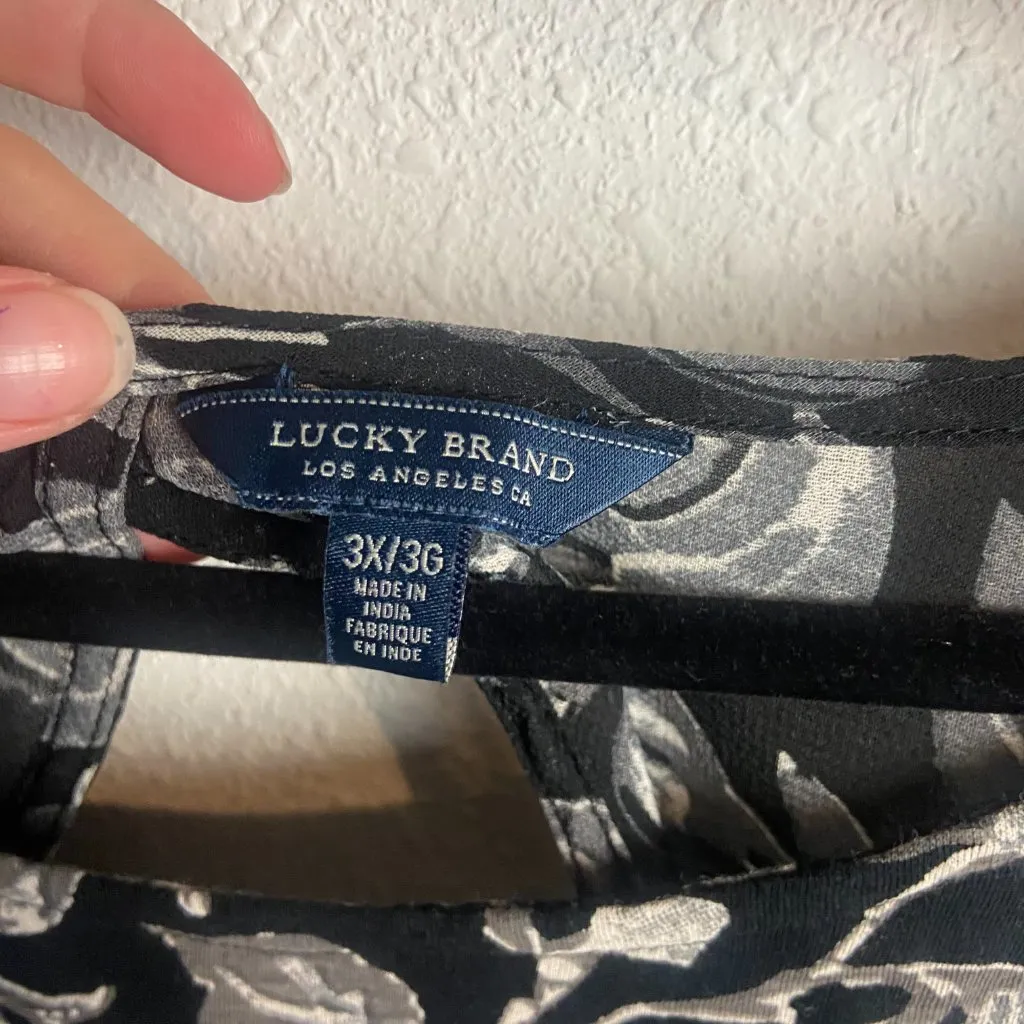 LUCKY BRAND
LOS ANGELES CA
3X/3G
MADE IN
INDIA
FABRIQUE
EN INDE